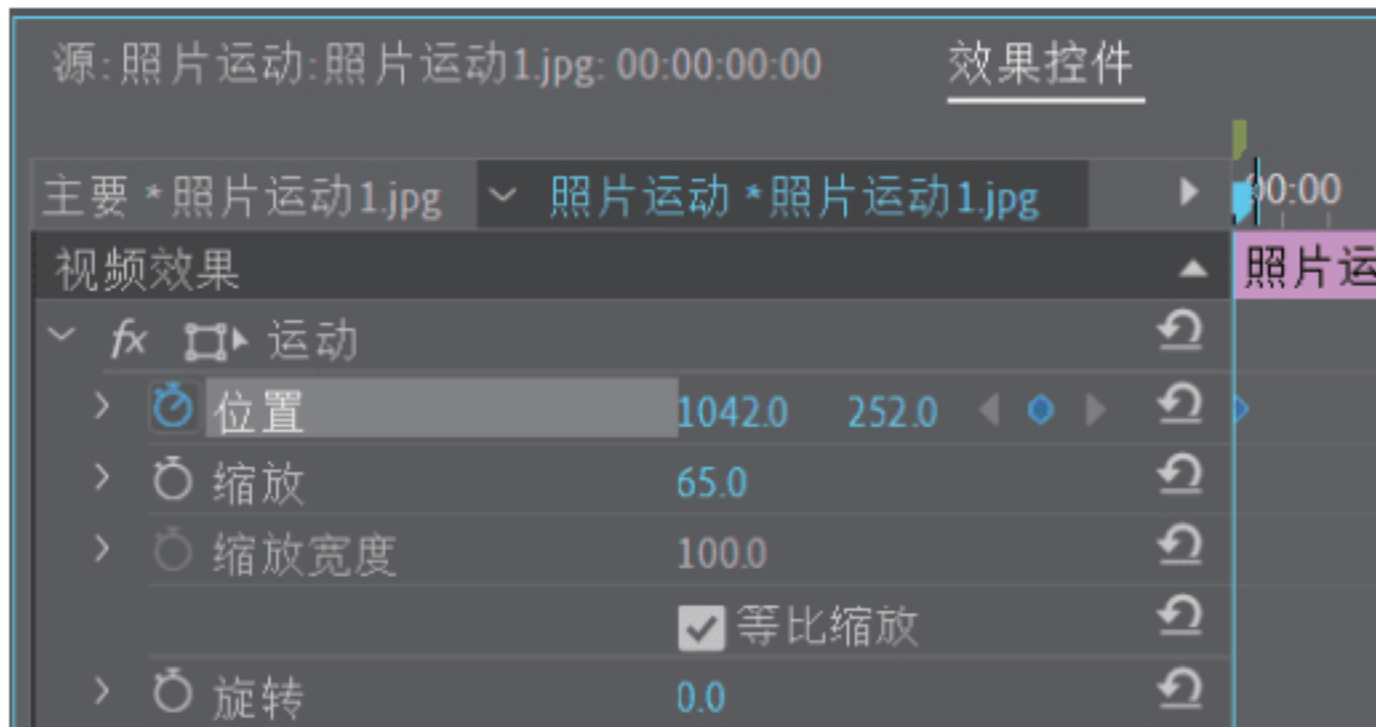 源:照片运动:照片运动1.jpg: 00:00:00:00 效果控件
主要 * 照片运动1.jpg 照片运动 * 照片运动1.jpg 00:00
视频效果 照片运
fx 运动
位置 1042.0 252.0
缩放 65.0
缩放宽度 100.0
等比缩放
旋转 0.0